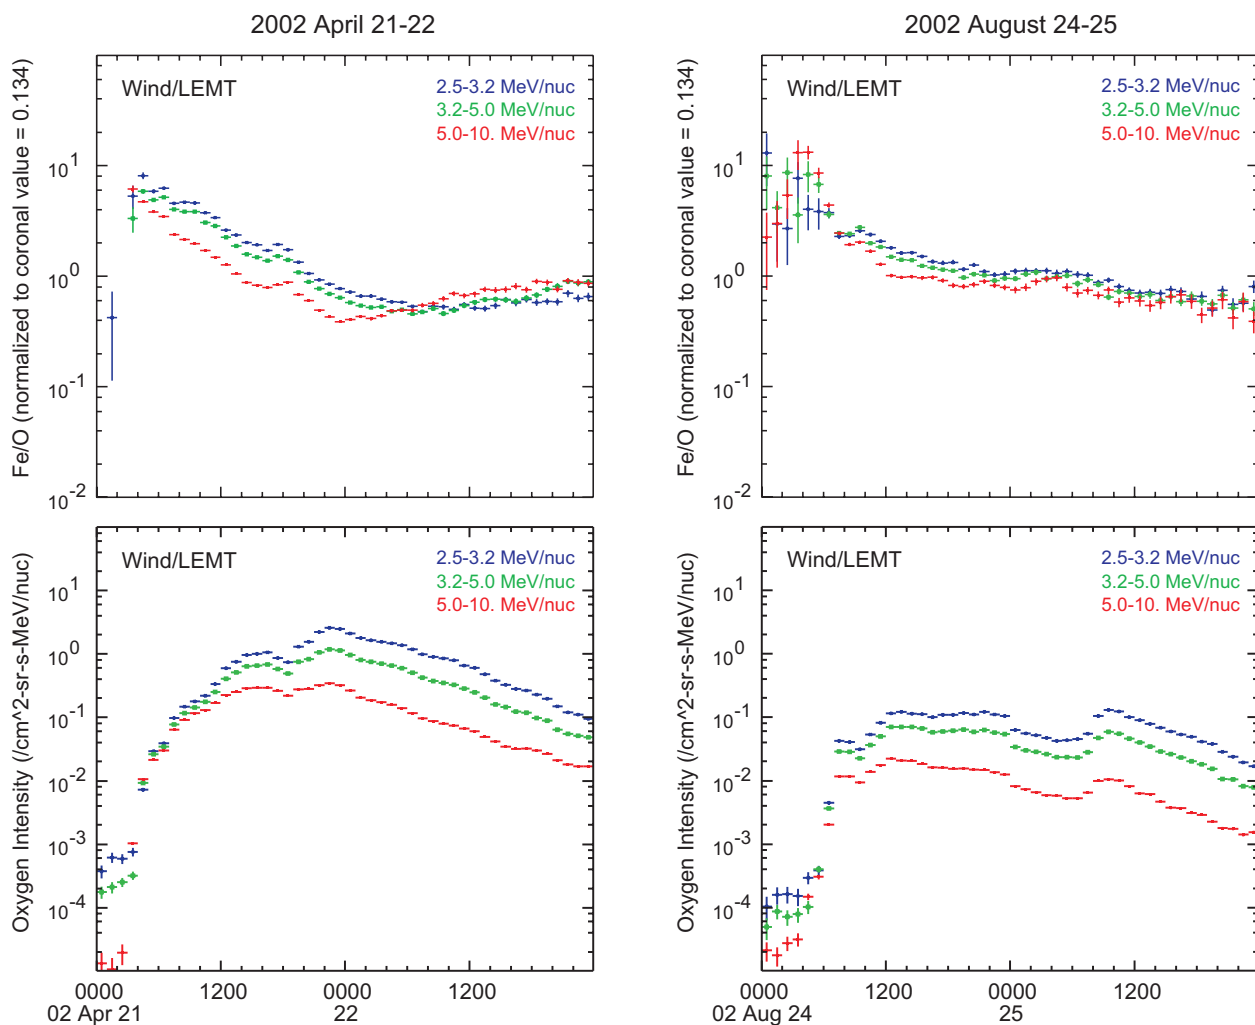 2002 April 21-22
2002 August 24-25
Fe/O (normalized to coronal value = 0.134)
Wind/LEMT
2.5-3.2 MeV/nuc
3.2-5.0 MeV/nuc
5.0-10. MeV/nuc
10^1
10^0
10^-1
10^-2
Fe/O (normalized to coronal value = 0.134)
Wind/LEMT
2.5-3.2 MeV/nuc
3.2-5.0 MeV/nuc
5.0-10. MeV/nuc
10^1
10^0
10^-1
10^-2
Oxygen Intensity (/cm^2-sr-s-MeV/nuc)
Wind/LEMT
2.5-3.2 MeV/nuc
3.2-5.0 MeV/nuc
5.0-10. MeV/nuc
10^1
10^0
10^-1
10^-2
10^-3
10^-4
0000 1200 0000 1200
02 Apr 21 22
Oxygen Intensity (/cm^2-sr-s-MeV/nuc)
Wind/LEMT
2.5-3.2 MeV/nuc
3.2-5.0 MeV/nuc
5.0-10. MeV/nuc
10^1
10^0
10^-1
10^-2
10^-3
10^-4
0000 1200 0000 1200
02 Aug 24 25